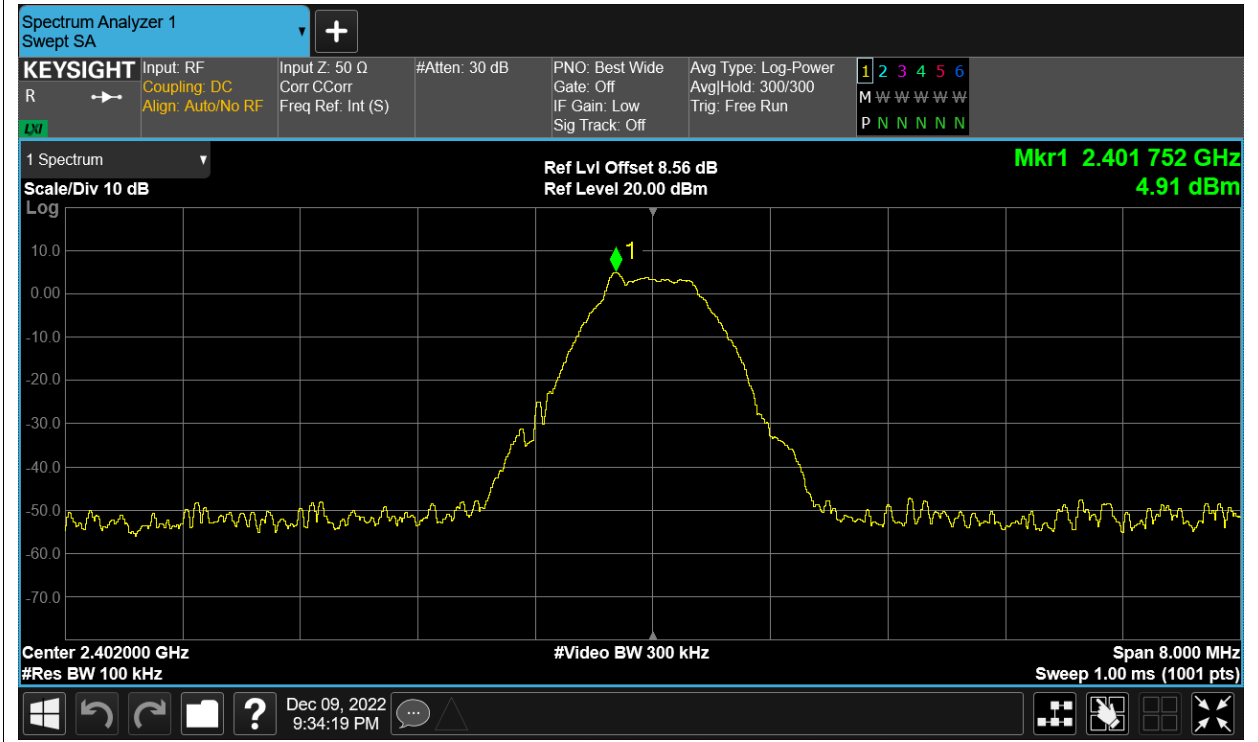 Spectrum Analyzer 1
Swept SA
+
KEYSIGHT
R
LXI
Input: RF
Coupling: DC
Align: Auto/No RF
Input Z: 50 Ω
Corr CCorr
Freq Ref: Int (S)
#Atten: 30 dB
PNO: Best Wide
Gate: Off
IF Gain: Low
Sig Track: Off
Avg Type: Log-Power
Avg|Hold: 300/300
Trig: Free Run
1 2 3 4 5 6
M W W W W W
P N N N N N
1 Spectrum
Scale/Div 10 dB
Log
Ref Lvl Offset 8.56 dB
Ref Level 20.00 dBm
Mkr1 2.401 752 GHz
4.91 dBm
1
10.0
0.00
-10.0
-20.0
-30.0
-40.0
-50.0
-60.0
-70.0
Center 2.402000 GHz
#Res BW 100 kHz
#Video BW 300 kHz
Span 8.000 MHz
Sweep 1.00 ms (1001 pts)
?
Dec 09, 2022
9:34:19 PM